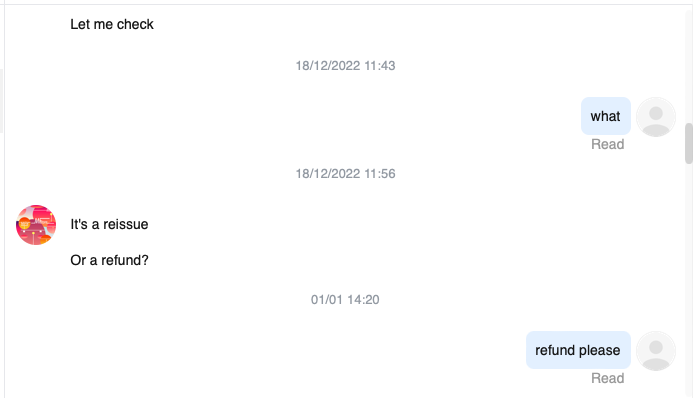 Let me check
18/12/2022 11:43
what
Read
18/12/2022 11:56
It's a reissue
Or a refund?
01/01 14:20
refund please
Read